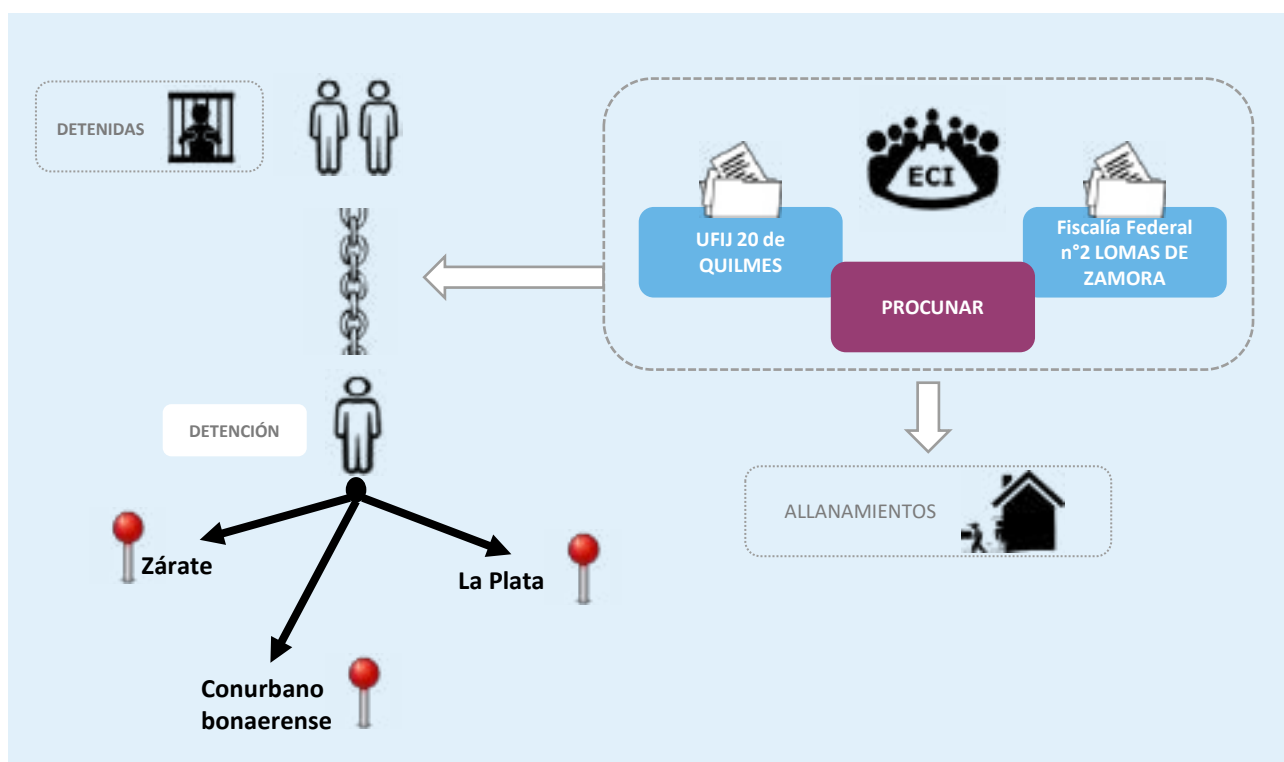 DETENIDAS
ECI
UFIJ 20 de
QUILMES
Fiscalía Federal
n°2 LOMAS DE
ZAMORA
PROCUNAR
DETENCIÓN
ALLANAMIENTOS
Zárate
La Plata
Conurbano
bonaerense